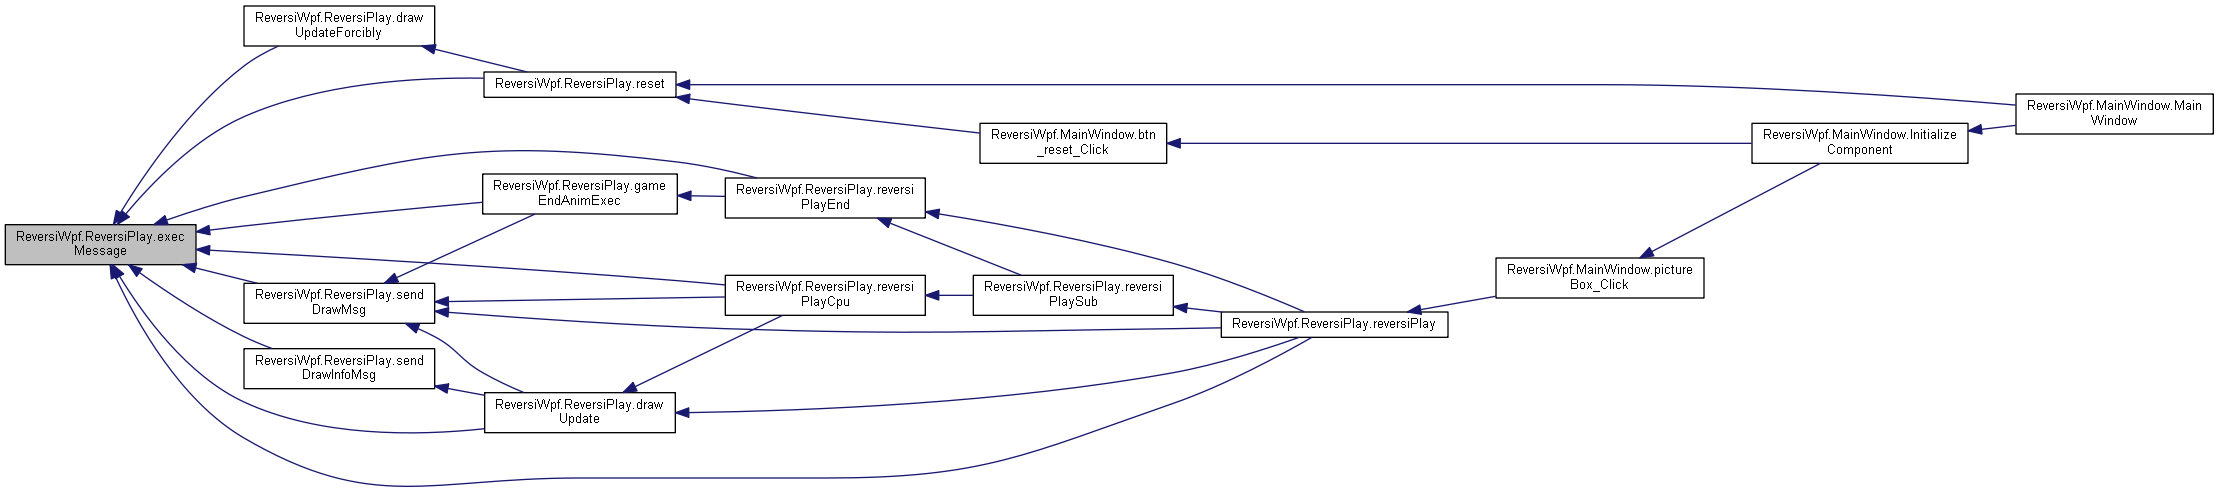 ReversiWpf.ReversiPlay.draw
UpdateForcibly
ReversiWpf.ReversiPlay.reset
ReversiWpf.MainWindow.Main
Window
ReversiWpf.MainWindow.btn
_reset_Click
ReversiWpf.MainWindow.Initialize
Component
ReversiWpf.ReversiPlay.game
EndAnimExec
ReversiWpf.ReversiPlay.reversi
PlayEnd
ReversiWpf.ReversiPlay.exec
Message
ReversiWpf.MainWindow.picture
Box_Click
ReversiWpf.ReversiPlay.send
DrawMsg
ReversiWpf.ReversiPlay.reversi
PlayCpu
ReversiWpf.ReversiPlay.reversi
PlaySub
ReversiWpf.ReversiPlay.reversiPlay
ReversiWpf.ReversiPlay.send
DrawInfoMsg
ReversiWpf.ReversiPlay.draw
Update